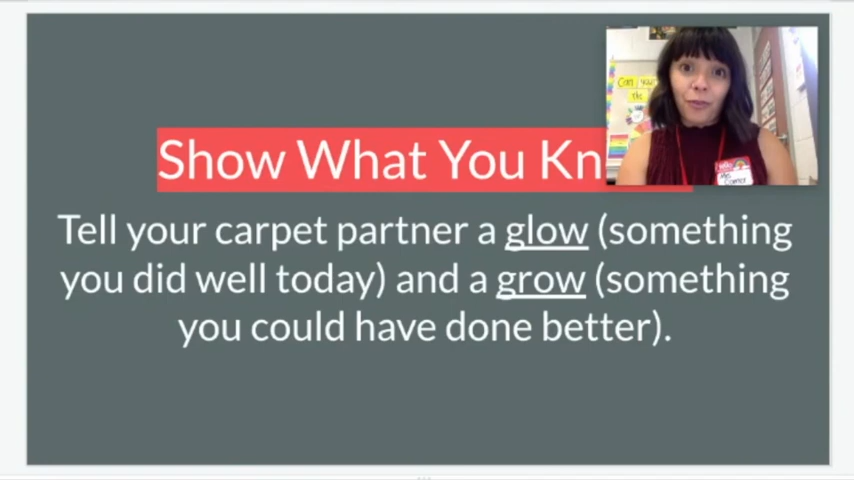 Show What You Kn
Tell your carpet partner a glow (something
you did well today) and a grow (something
you could have done better).